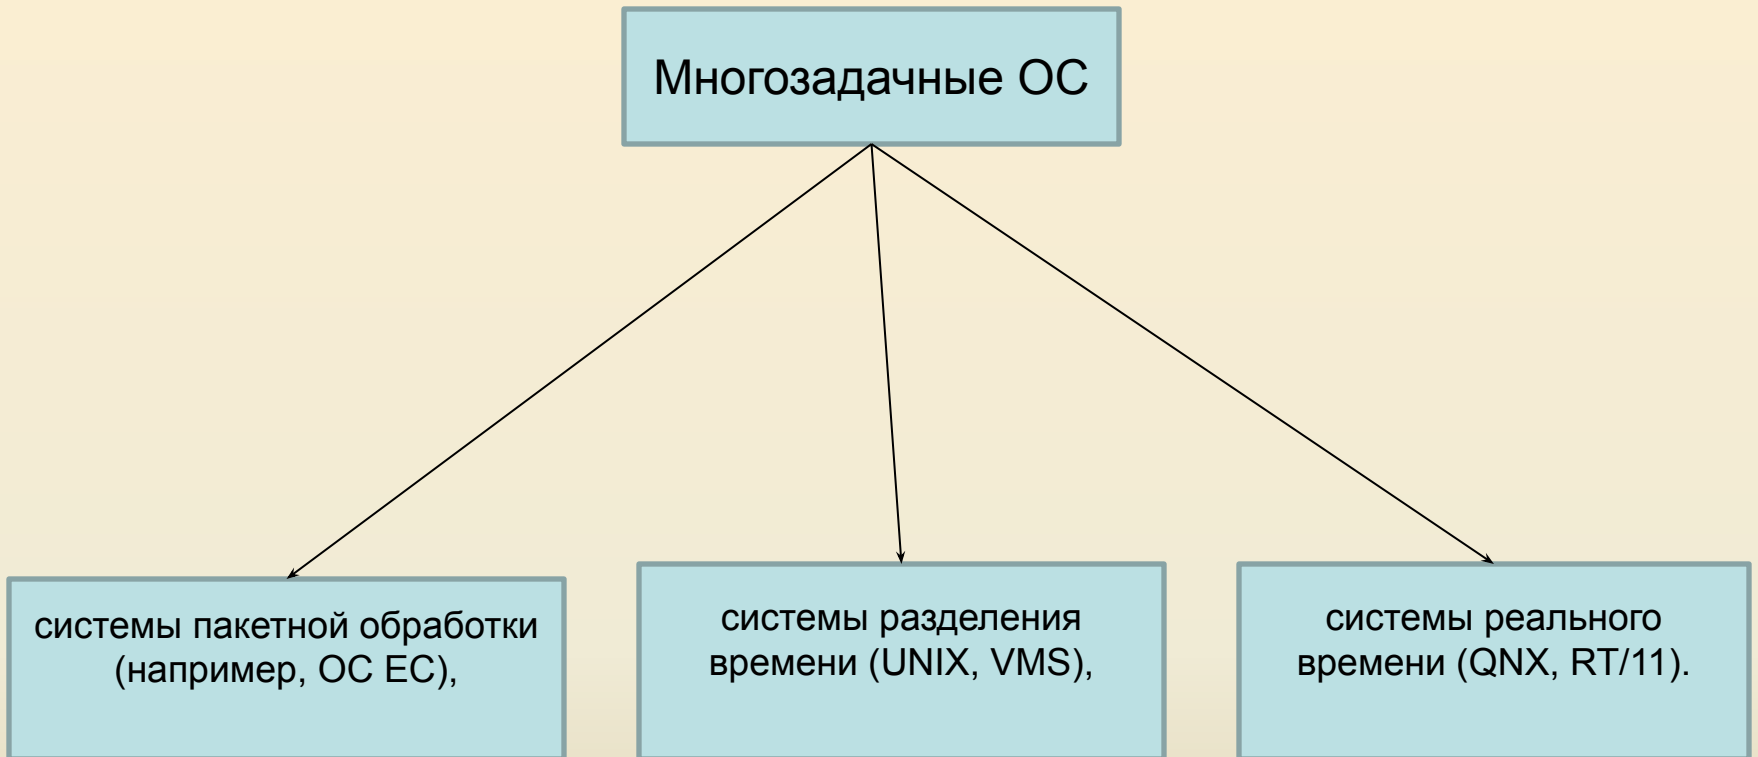 Многозадачные ОС
системы пакетной обработки
(например, ОС ЕС),
системы разделения
времени (UNIX, VMS),
системы реального
времени (QNX, RT/11).